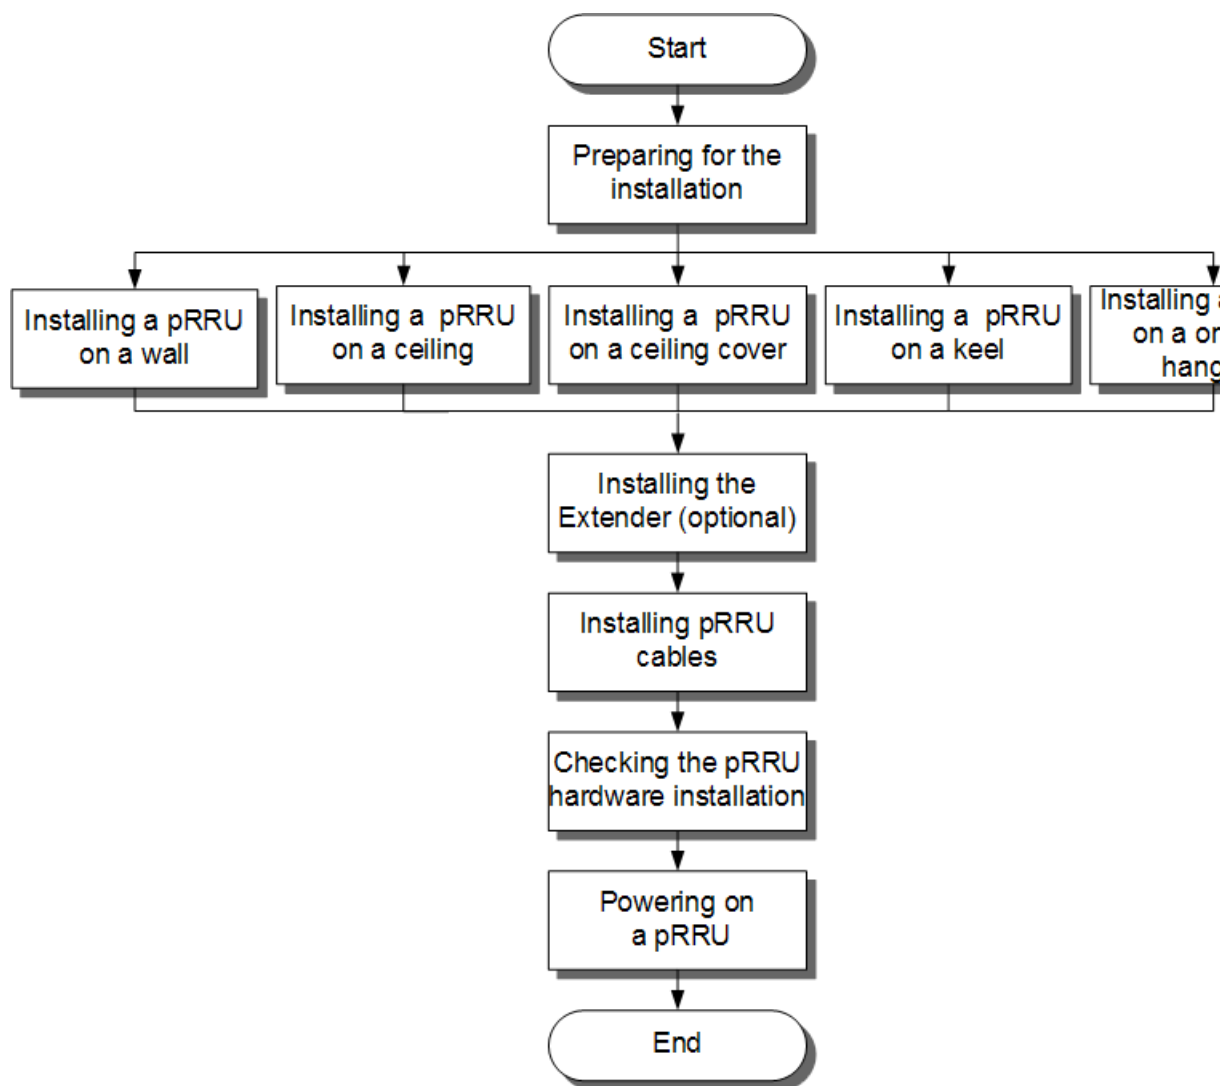 Start
Preparing for the
installation
Installing a pRRU
on a wall
Installing a pRRU
on a ceiling
Installing a pRRU
on a ceiling cover
Installing a pRRU
on a keel
Installing a
on a
Installing the
Extender (optional)
Installing pRRU
cables
Checking the pRRU
hardware installation
Powering on
a pRRU
End